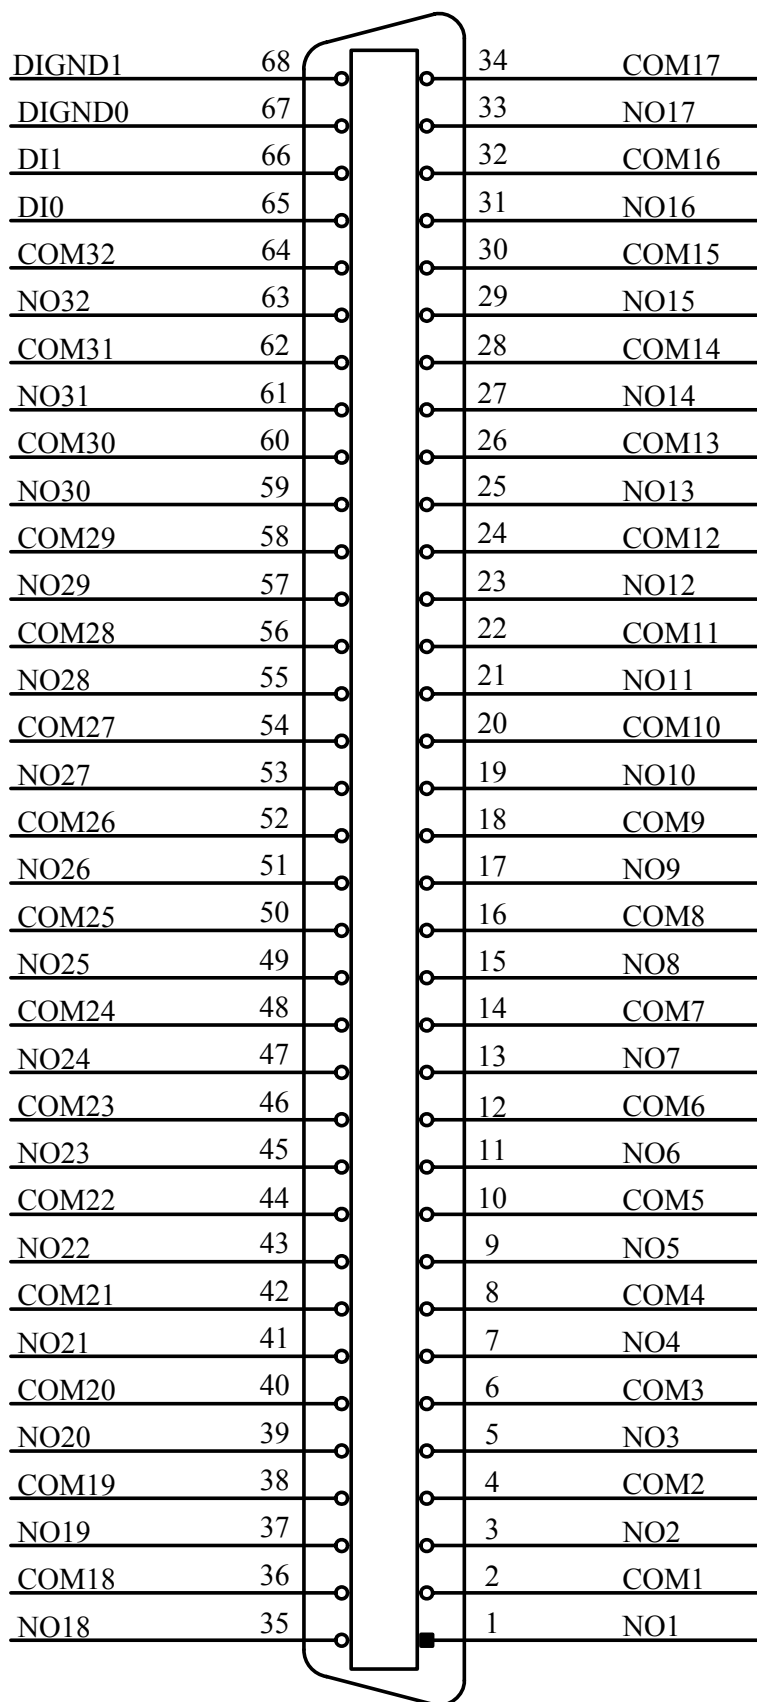 DIGND1 68 34 COM17
DIGND0 67 33 NO17
DI1 66 32 COM16
DI0 65 31 NO16
COM32 64 30 COM15
NO32 63 29 NO15
COM31 62 28 COM14
NO31 61 27 NO14
COM30 60 26 COM13
NO30 59 25 NO13
COM29 58 24 COM12
NO29 57 23 NO12
COM28 56 22 COM11
NO28 55 21 NO11
COM27 54 20 COM10
NO27 53 19 NO10
COM26 52 18 COM9
NO26 51 17 NO9
COM25 50 16 COM8
NO25 49 15 NO8
COM24 48 14 COM7
NO24 47 13 NO7
COM23 46 12 COM6
NO23 45 11 NO6
COM22 44 10 COM5
NO22 43 9 NO5
COM21 42 8 COM4
NO21 41 7 NO4
COM20 40 6 COM3
NO20 39 5 NO3
COM19 38 4 COM2
NO19 37 3 NO2
COM18 36 2 COM1
NO18 35 1 NO1